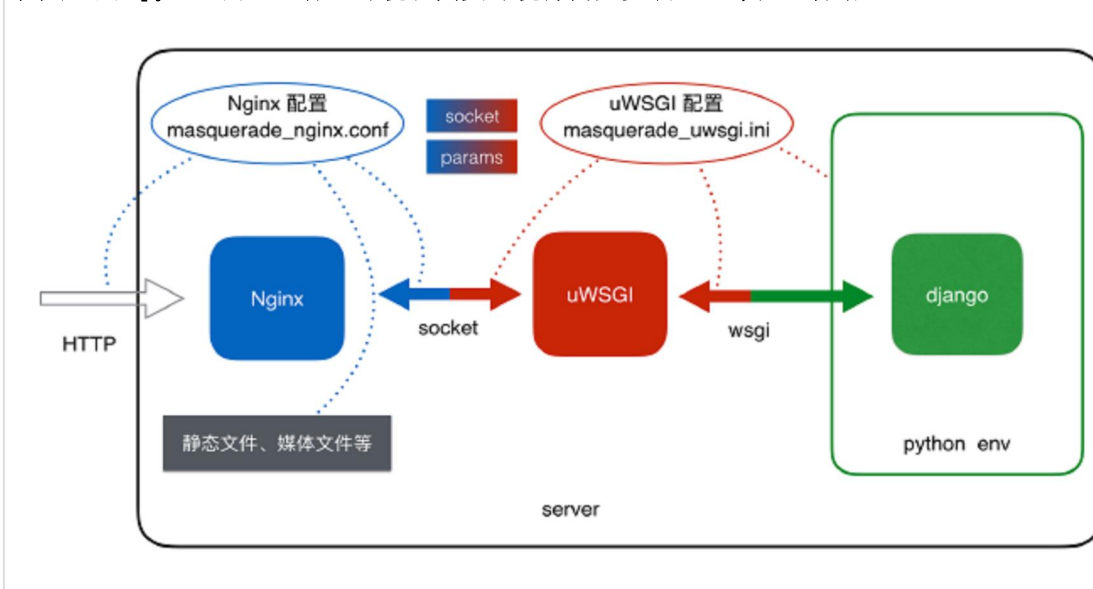 Nginx 配置
masquerade_nginx.conf
socket
params
uWSGI 配置
masquerade_uwsgi.ini
Nginx
uWSGI
django
HTTP
socket
wsgi
静态文件、媒体文件等
python env
server